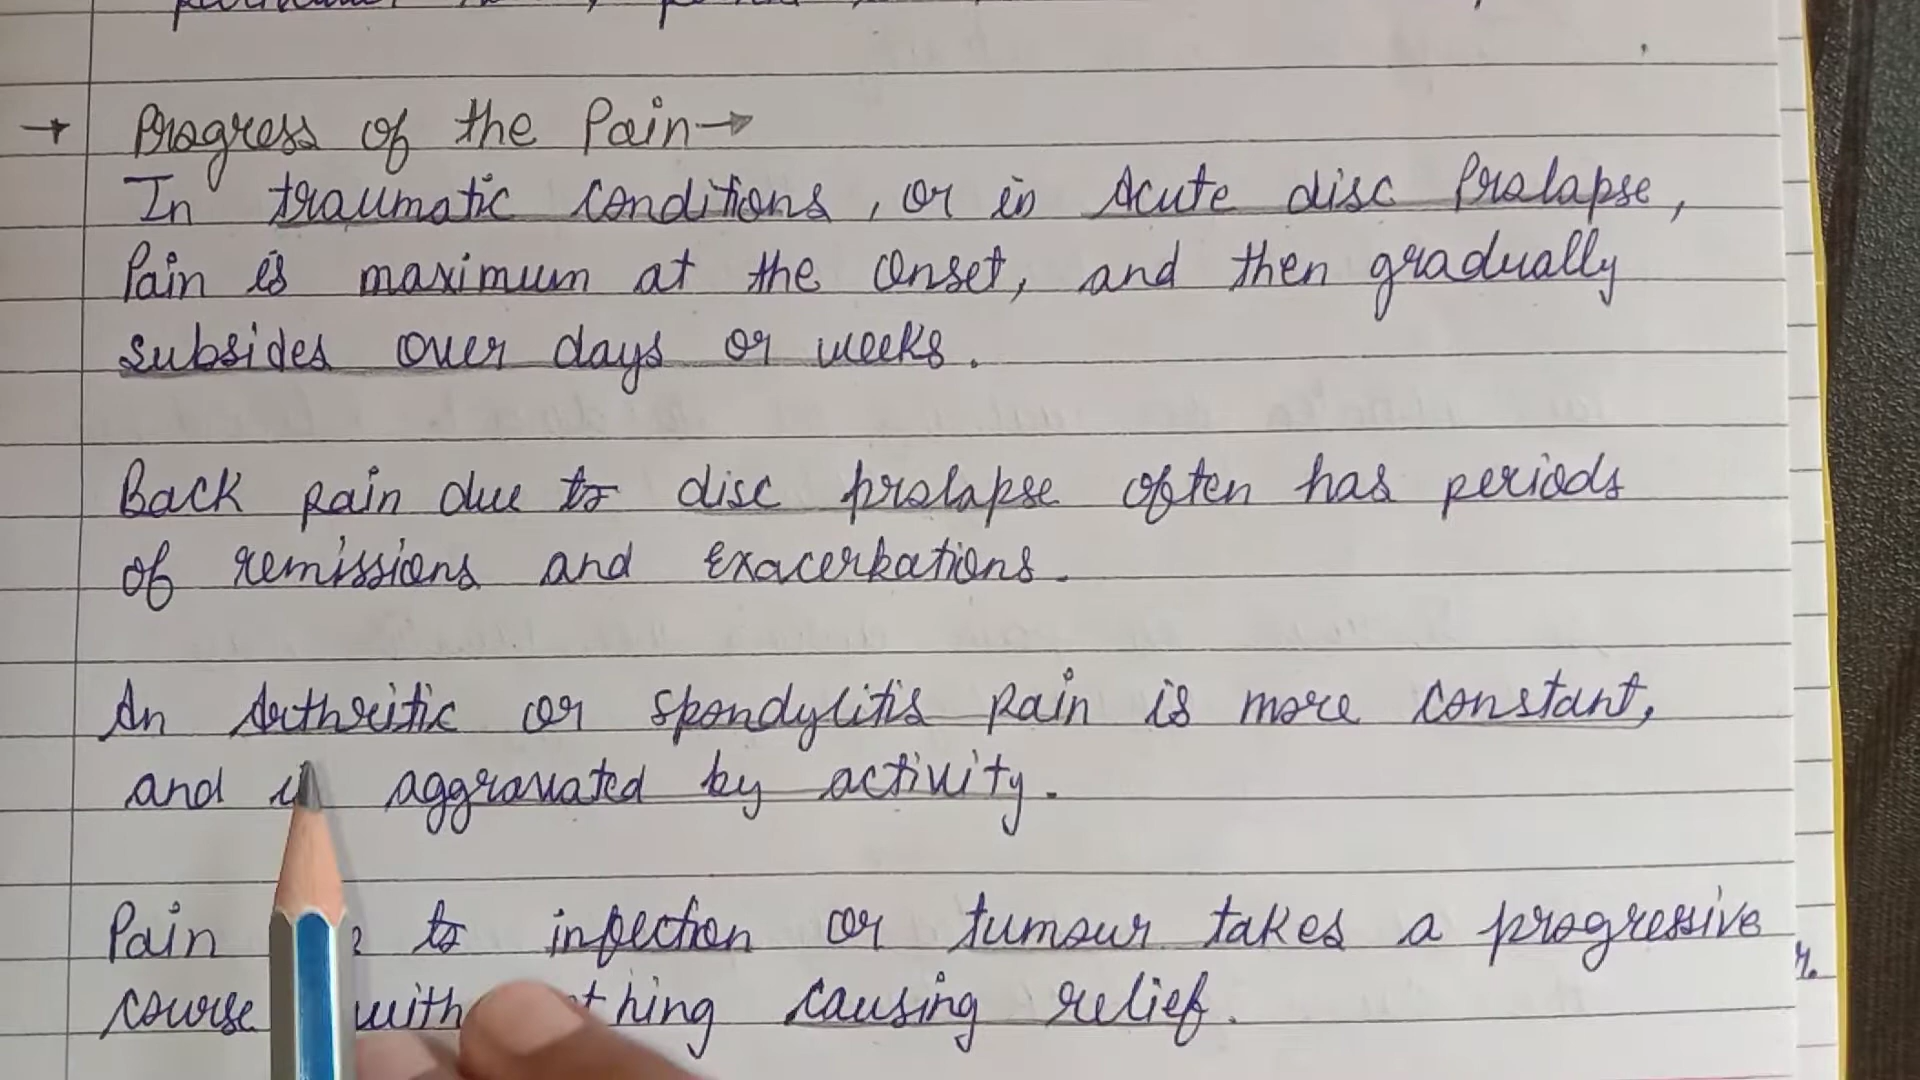 → Progress of the Pain→
In traumatic conditions, or in Acute disc Prolapse,
Pain is maximum at the onset, and then gradually
subsides over days or weeks.
Back pain due to disc prolapse often has periods
of remissions and exacerbations.
An Arthritic or spondylitis pain is more constant,
and aggravated by activity.
Pain to infection or tumour takes a progressive
course with thing causing relief.